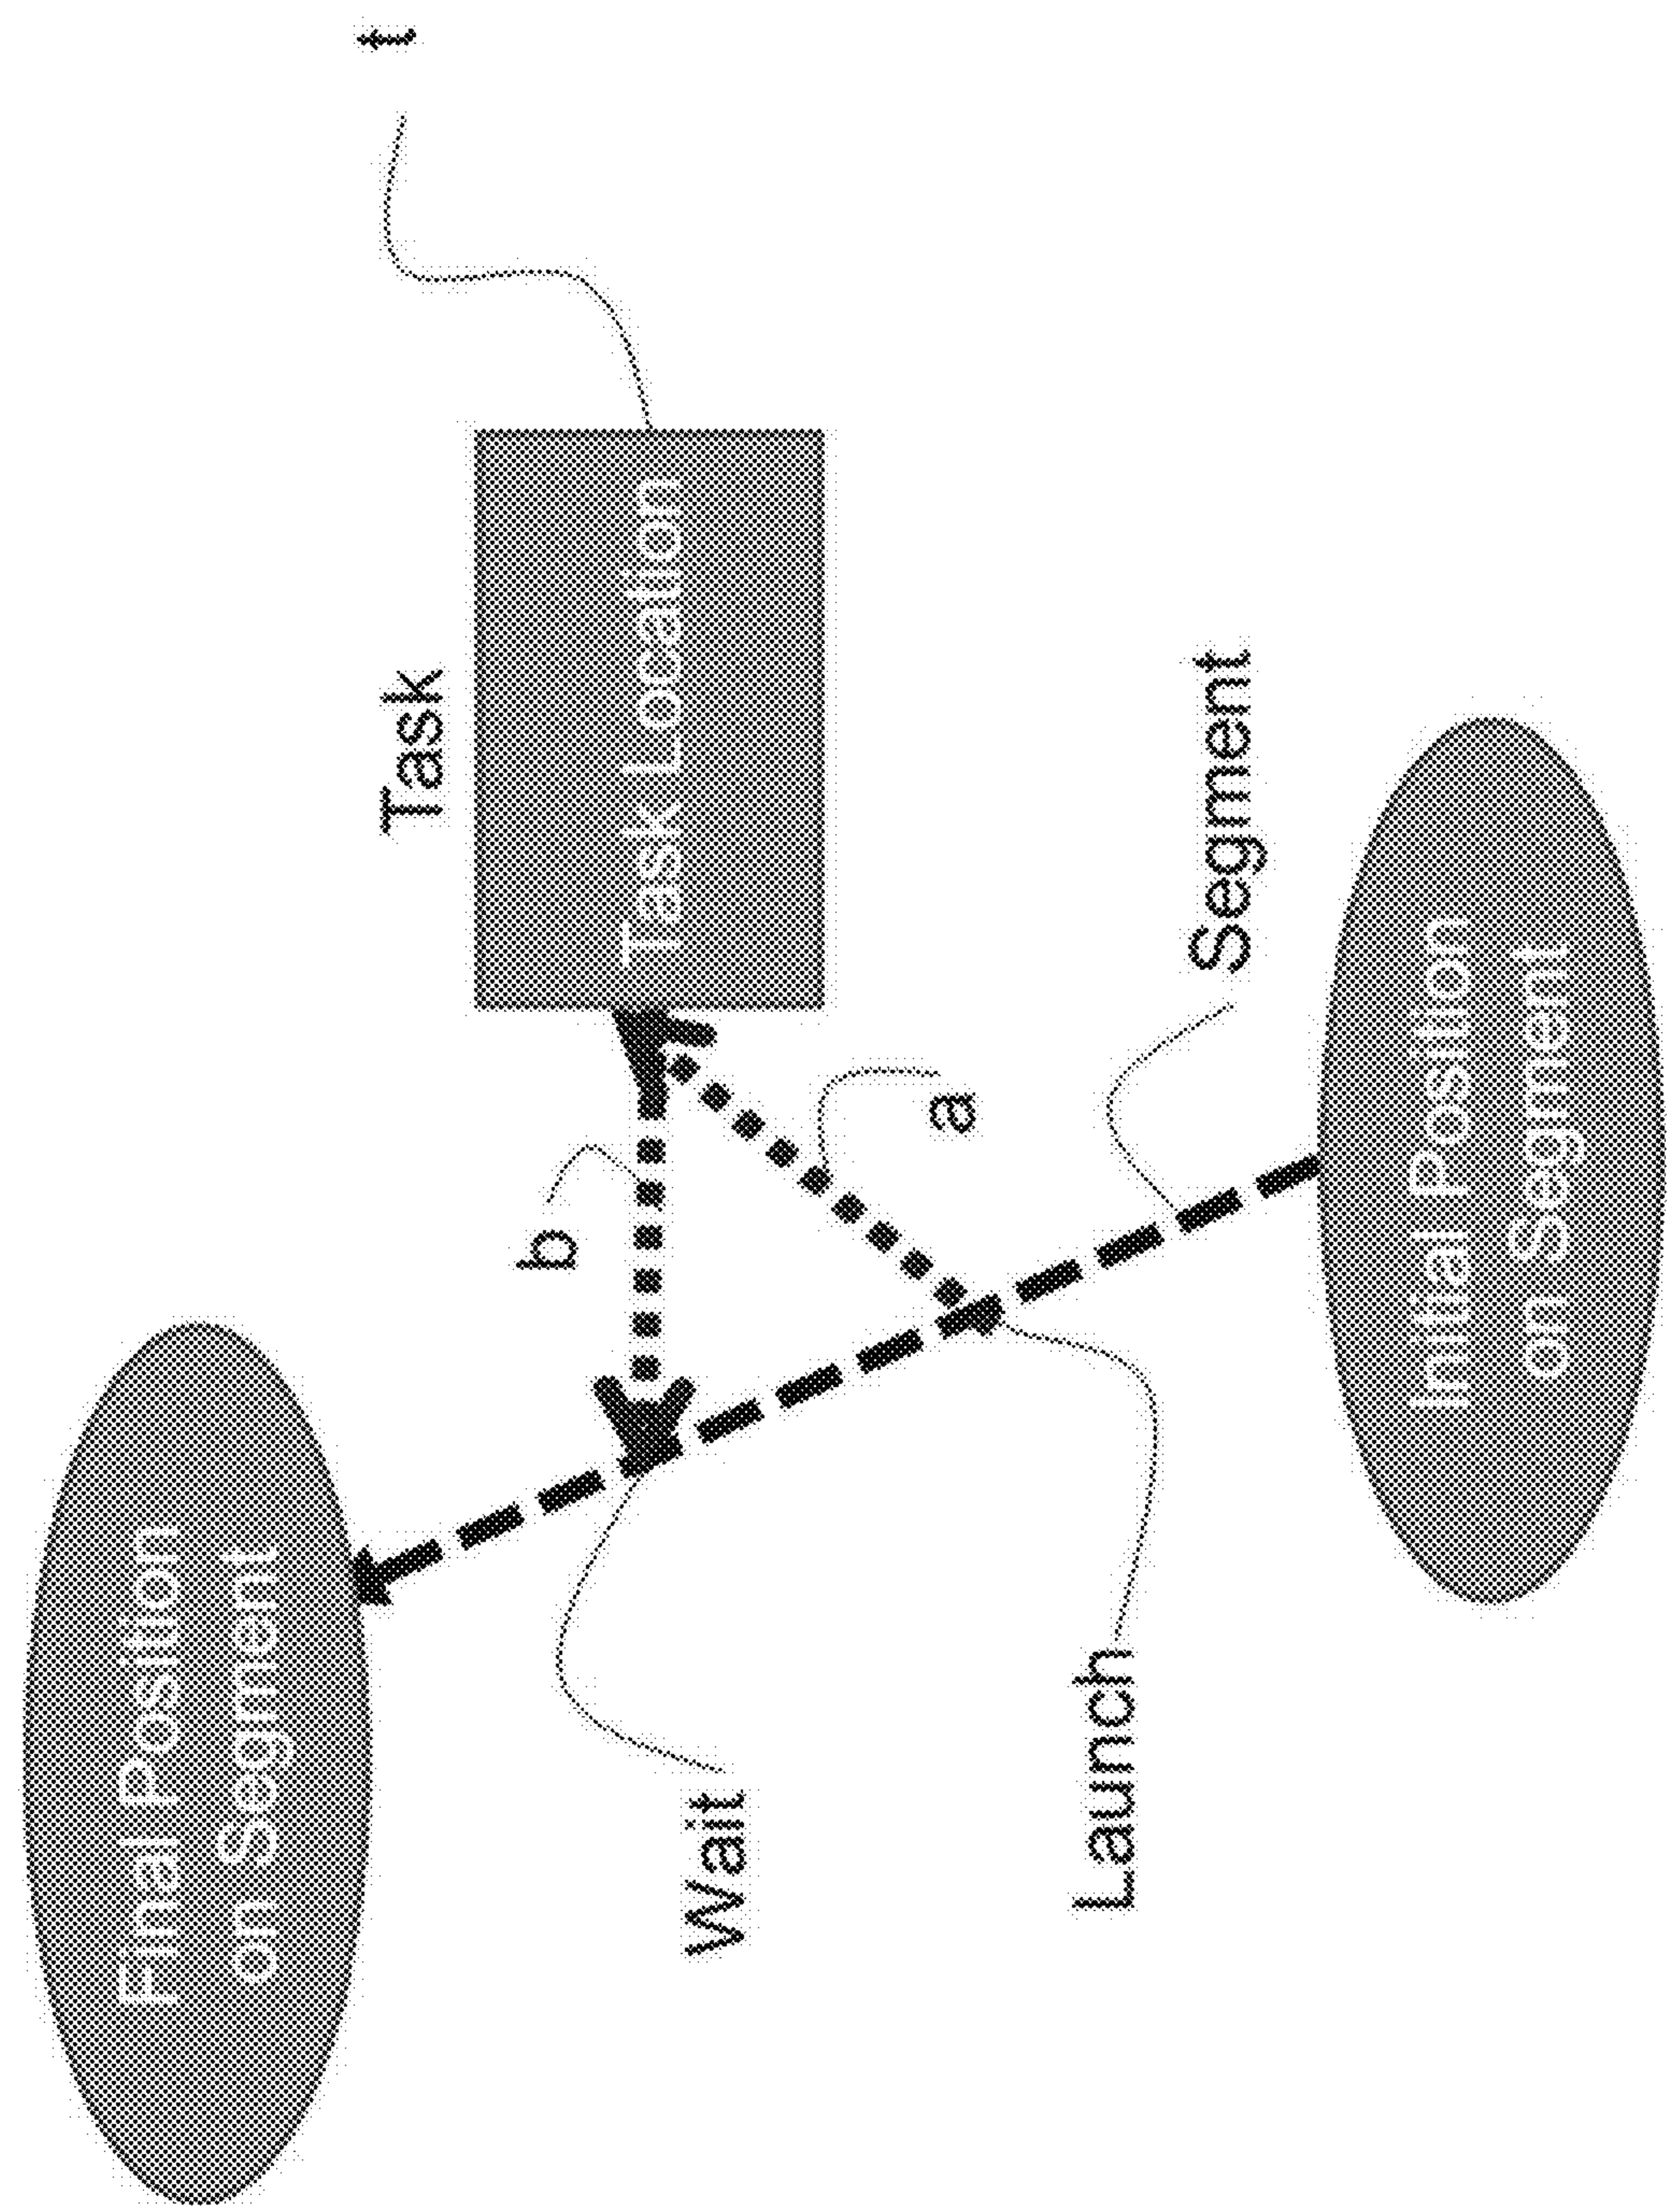 Final Position
on Segment
Wait
Launch
b
a
Task
Task Location
t
Segment
Initial Position
on Segment